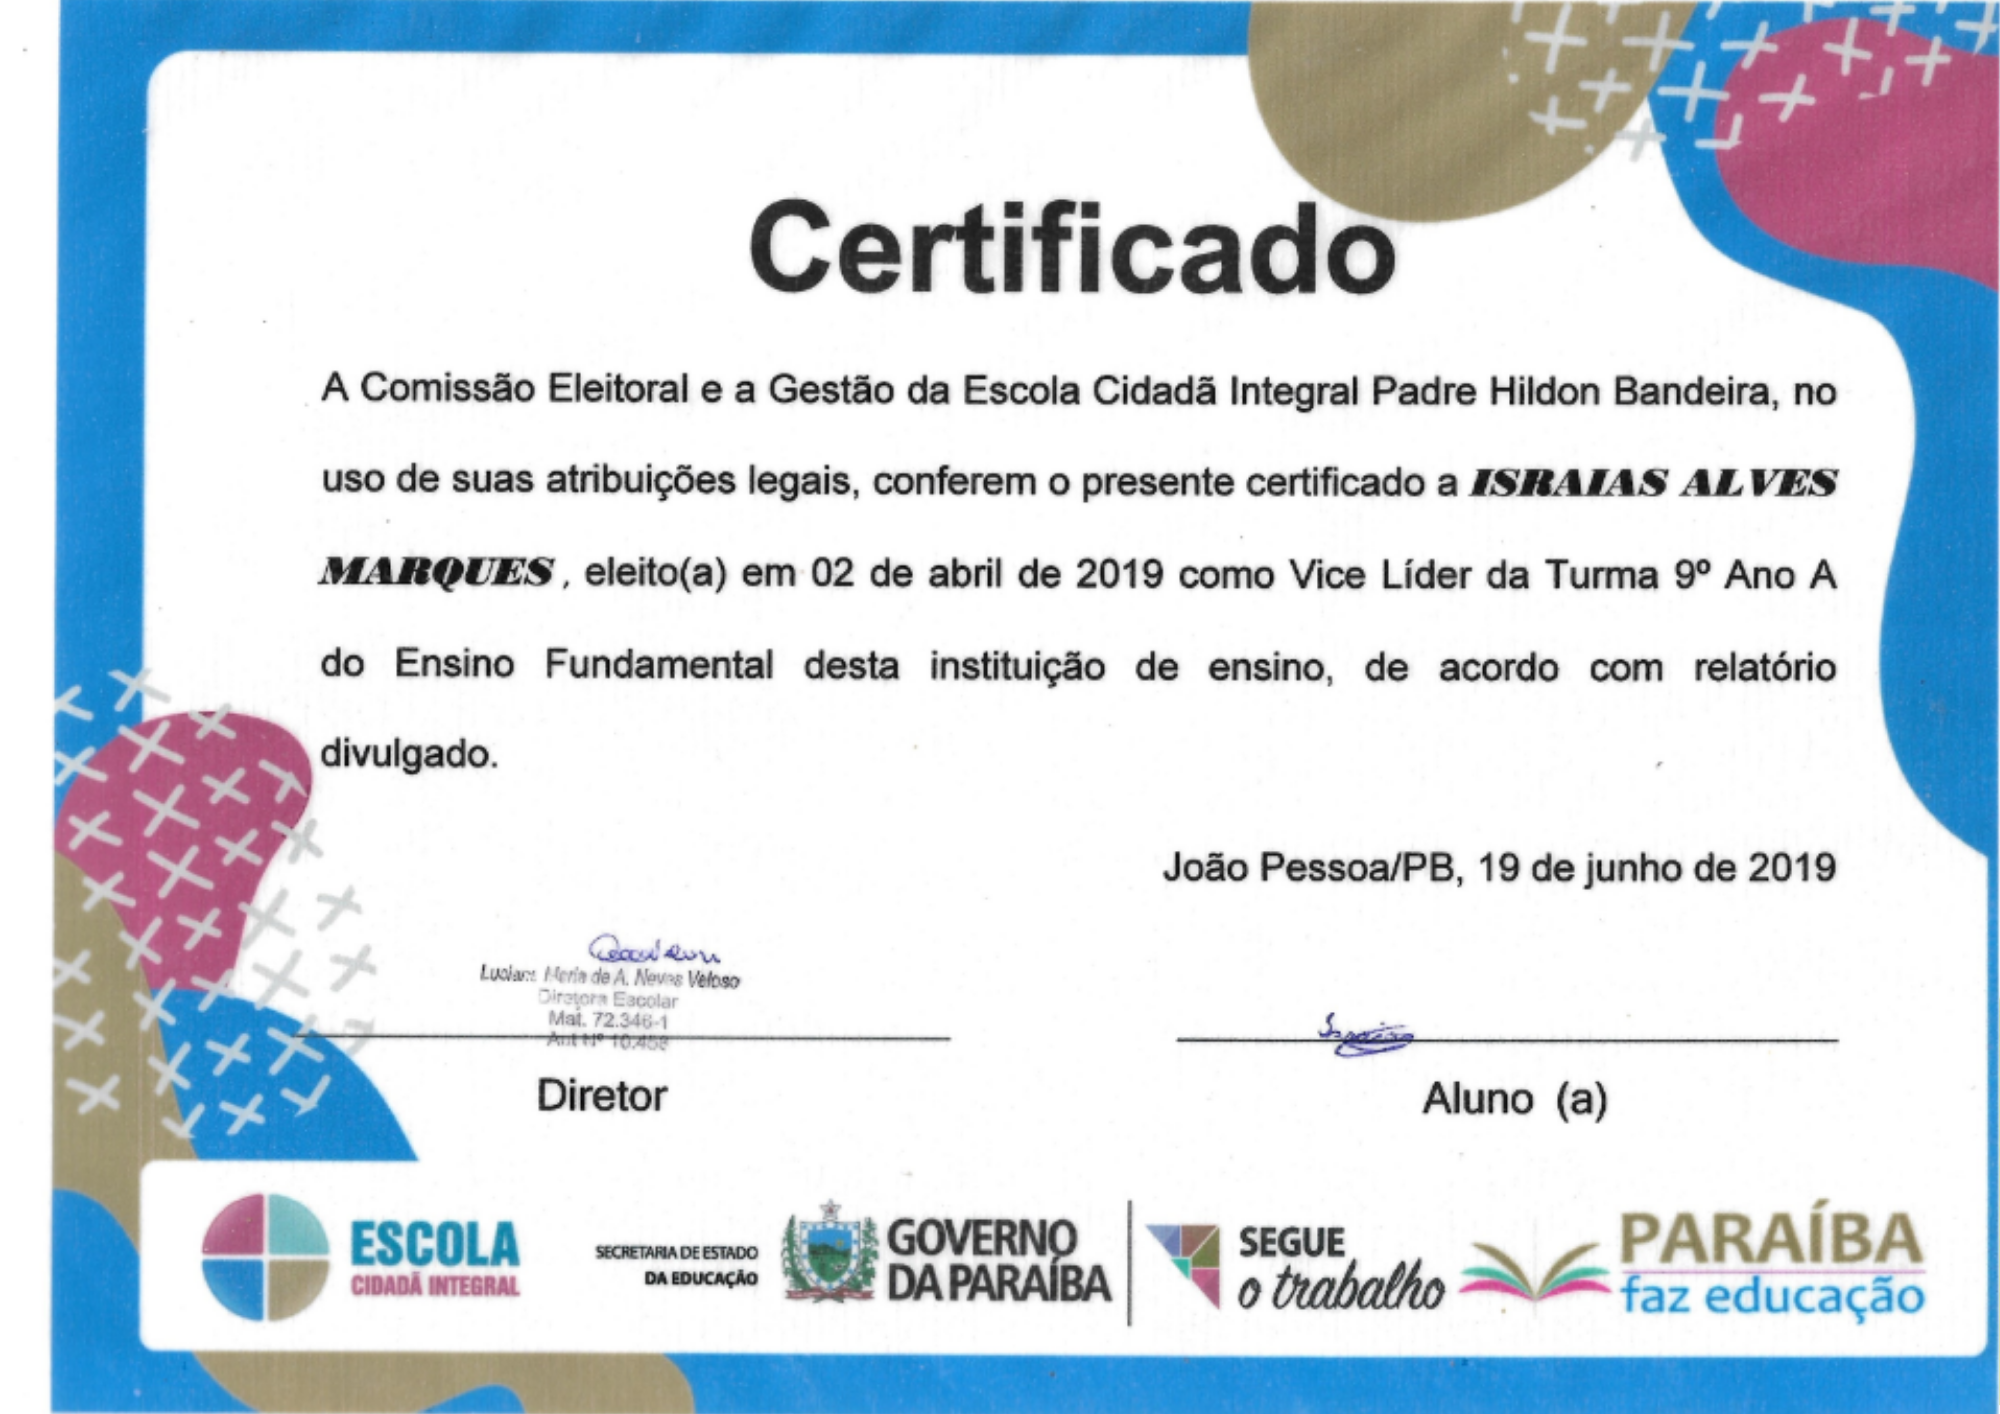 Certificado
A Comissão Eleitoral e a Gestão da Escola Cidadã Integral Padre Hildon Bandeira, no
uso de suas atribuições legais, conferem o presente certificado a ISRAIAS ALVES
MARQUES, eleito(a) em 02 de abril de 2019 como Vice Líder da Turma 9º Ano A
do Ensino Fundamental desta instituição de ensino, de acordo com relatório
divulgado.
João Pessoa/PB, 19 de junho de 2019
Maria de A. Neves Veloso
Diretora Escolar
Mat. 72.346-1
Aut Nº 10.458
Diretor
Aluno (a)
ESCOLA
CIDADÃ INTEGRAL
SECRETARIA DE ESTADO
DA EDUCAÇÃO
GOVERNO
DA PARAÍBA
SEGUE
o trabalho
PARAÍBA
faz educação